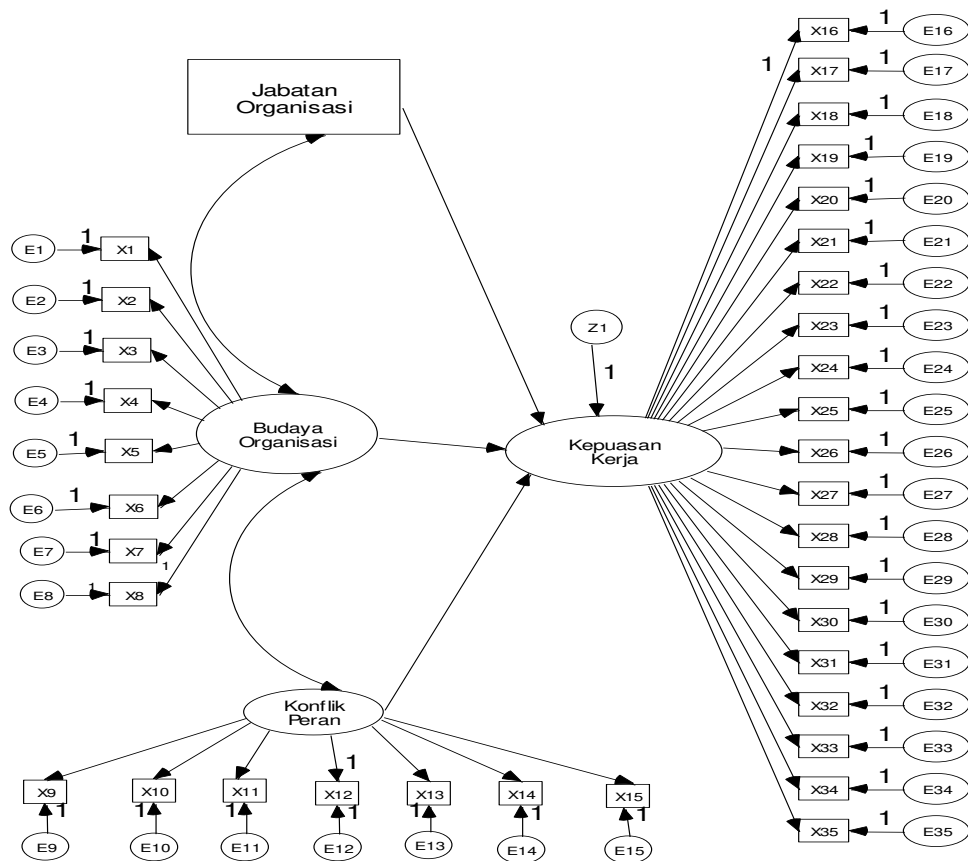 Jabatan
Organisasi
E1 1 X1
E2 1 X2
E3 1 X3
E4 1 X4
E5 1 X5
E6 1 X6
E7 1 X7
E8 1 X8 1
Budaya
Organisasi
Z1
1
Kepuasan
Kerja
Konflik
Peran
1
X9 X10 X11 X12 X13 X14 X15
1 1 1 1 1 1 1
E9 E10 E11 E12 E13 E14 E15
1
X16 1 E16
X17 1 E17
X18 1 E18
X19 1 E19
X20 1 E20
X21 1 E21
X22 1 E22
X23 1 E23
X24 1 E24
X25 1 E25
X26 1 E26
X27 1 E27
X28 1 E28
X29 1 E29
X30 1 E30
X31 1 E31
X32 1 E32
X33 1 E33
X34 1 E34
X35 1 E35